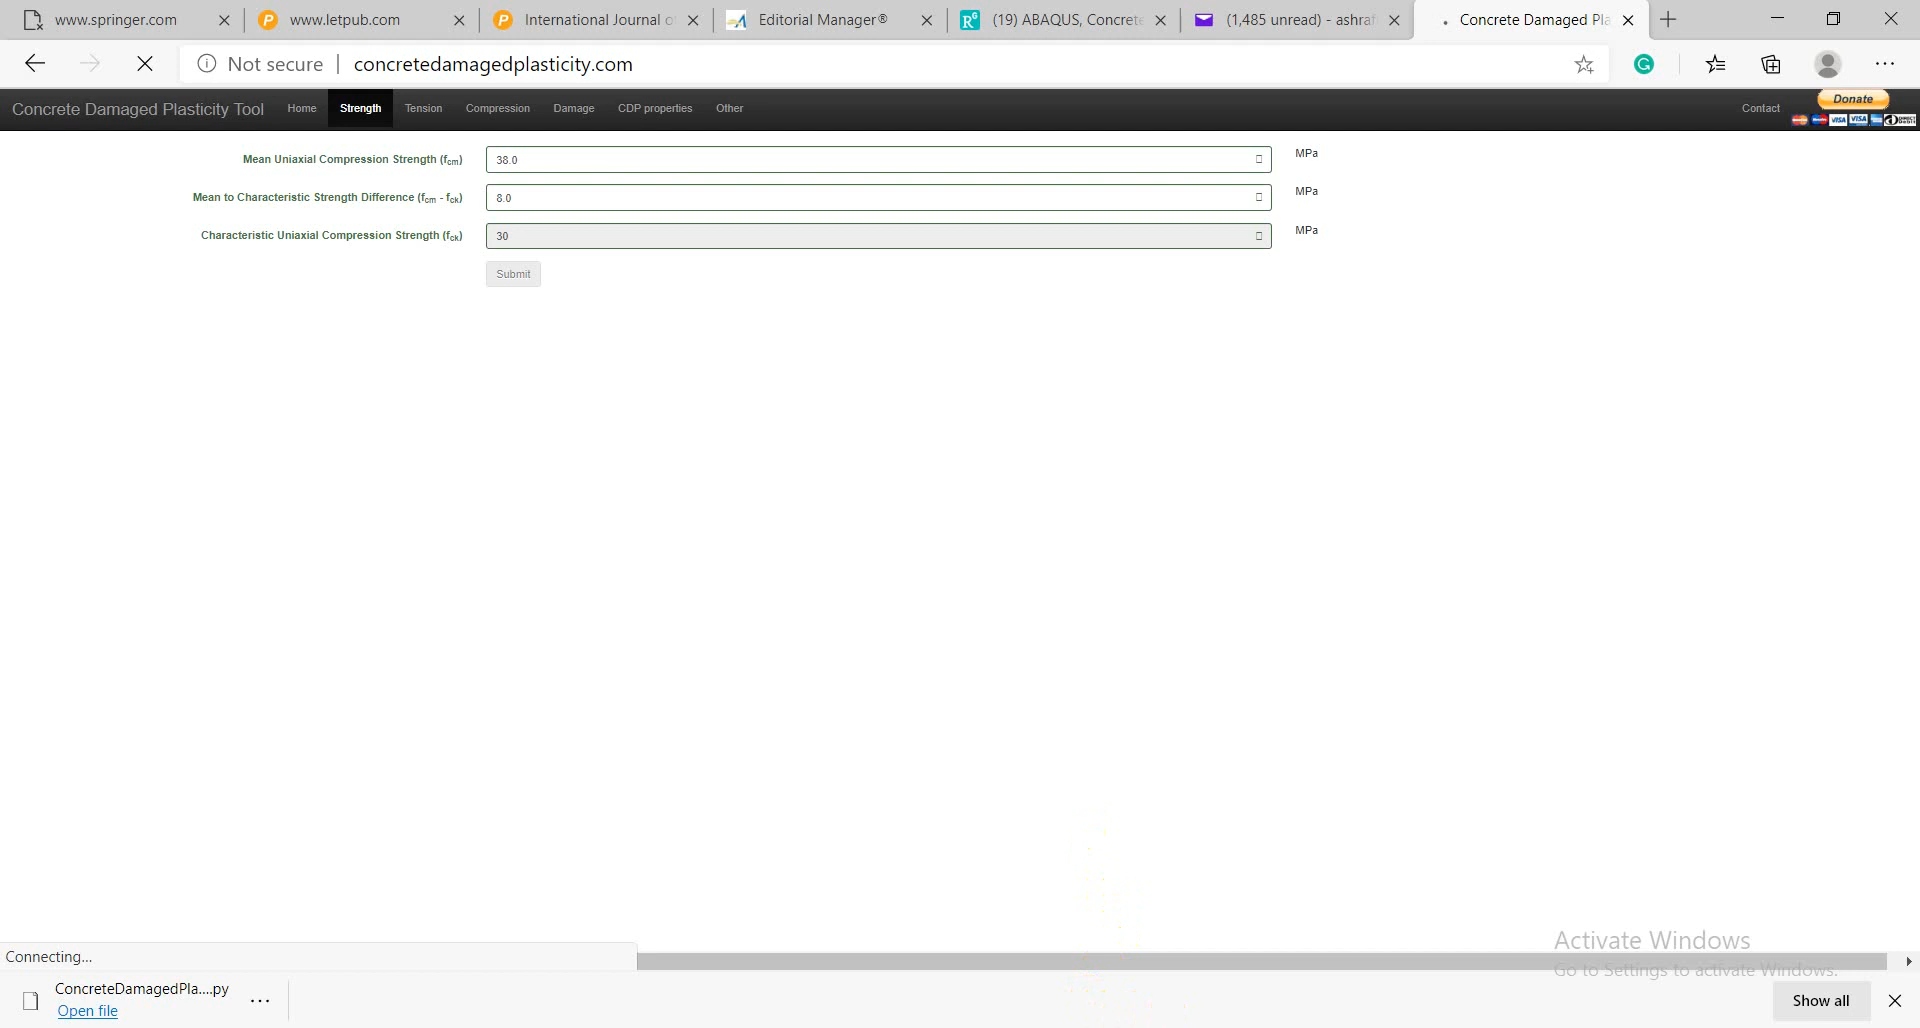 www.springer.com
www.letpub.com
International Journal o
Editorial Manager®
(19) ABAQUS, Concrete
(1,485 unread) - ashraf
Concrete Damaged Pla
Not secure
concretedamagedplasticity.com
Concrete Damaged Plasticity Tool
Home
Strength
Tension
Compression
Damage
CDP properties
Other
Contact
Donate
Mean Uniaxial Compression Strength (fcm)
38.0
MPa
Mean to Characteristic Strength Difference (fcm - fck)
8.0
MPa
Characteristic Uniaxial Compression Strength (fck)
30
MPa
Submit
Activate Windows
Go to Settings to activate Windows.
Connecting...
ConcreteDamagedPla....py
Open file
Show all